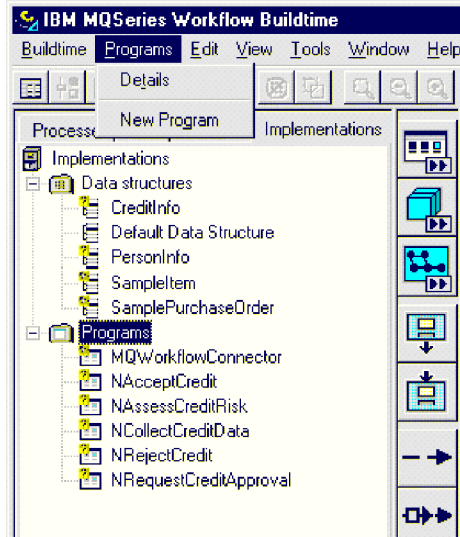 IBM MQSeries Workflow Buildtime
Buildtime Programs Edit View Tools Window Help
Details
New Program
Processe Implementations
Implementations
Data structures
CreditInfo
Default Data Structure
PersonInfo
SampleItem
SamplePurchaseOrder
Programs
MQWorkflowConnector
NAcceptCredit
NAssessCreditRisk
NCollectCreditData
NRejectCredit
NRequestCreditApproval